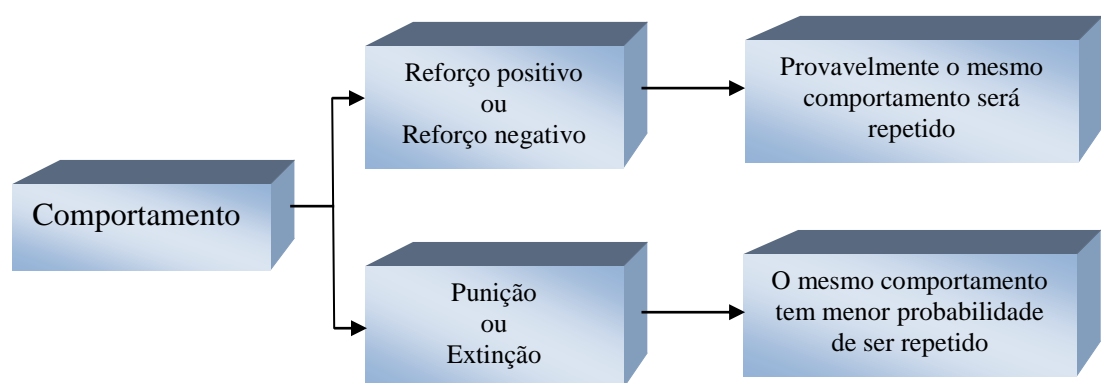 Comportamento
Reforço positivo
ou
Reforço negativo
Provavelmente o mesmo
comportamento será
repetido
Punição
ou
Extinção
O mesmo comportamento
tem menor probabilidade
de ser repetido